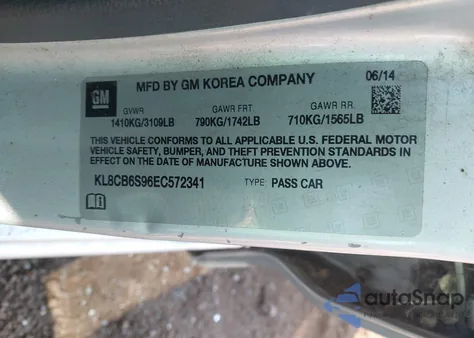 MFD BY GM KOREA COMPANY 06/14
GM
GVWR GAWR FRT. GAWR RR.
1410KG/3109LB 790KG/1742LB 710KG/1565LB
THIS VEHICLE CONFORMS TO ALL APPLICABLE U.S. FEDERAL MOTOR
VEHICLE SAFETY, BUMPER, AND THEFT PREVENTION STANDARDS IN
EFFECT ON THE DATE OF MANUFACTURE SHOWN ABOVE.
KL8CB6S96EC572341 TYPE: PASS CAR
autoSnap